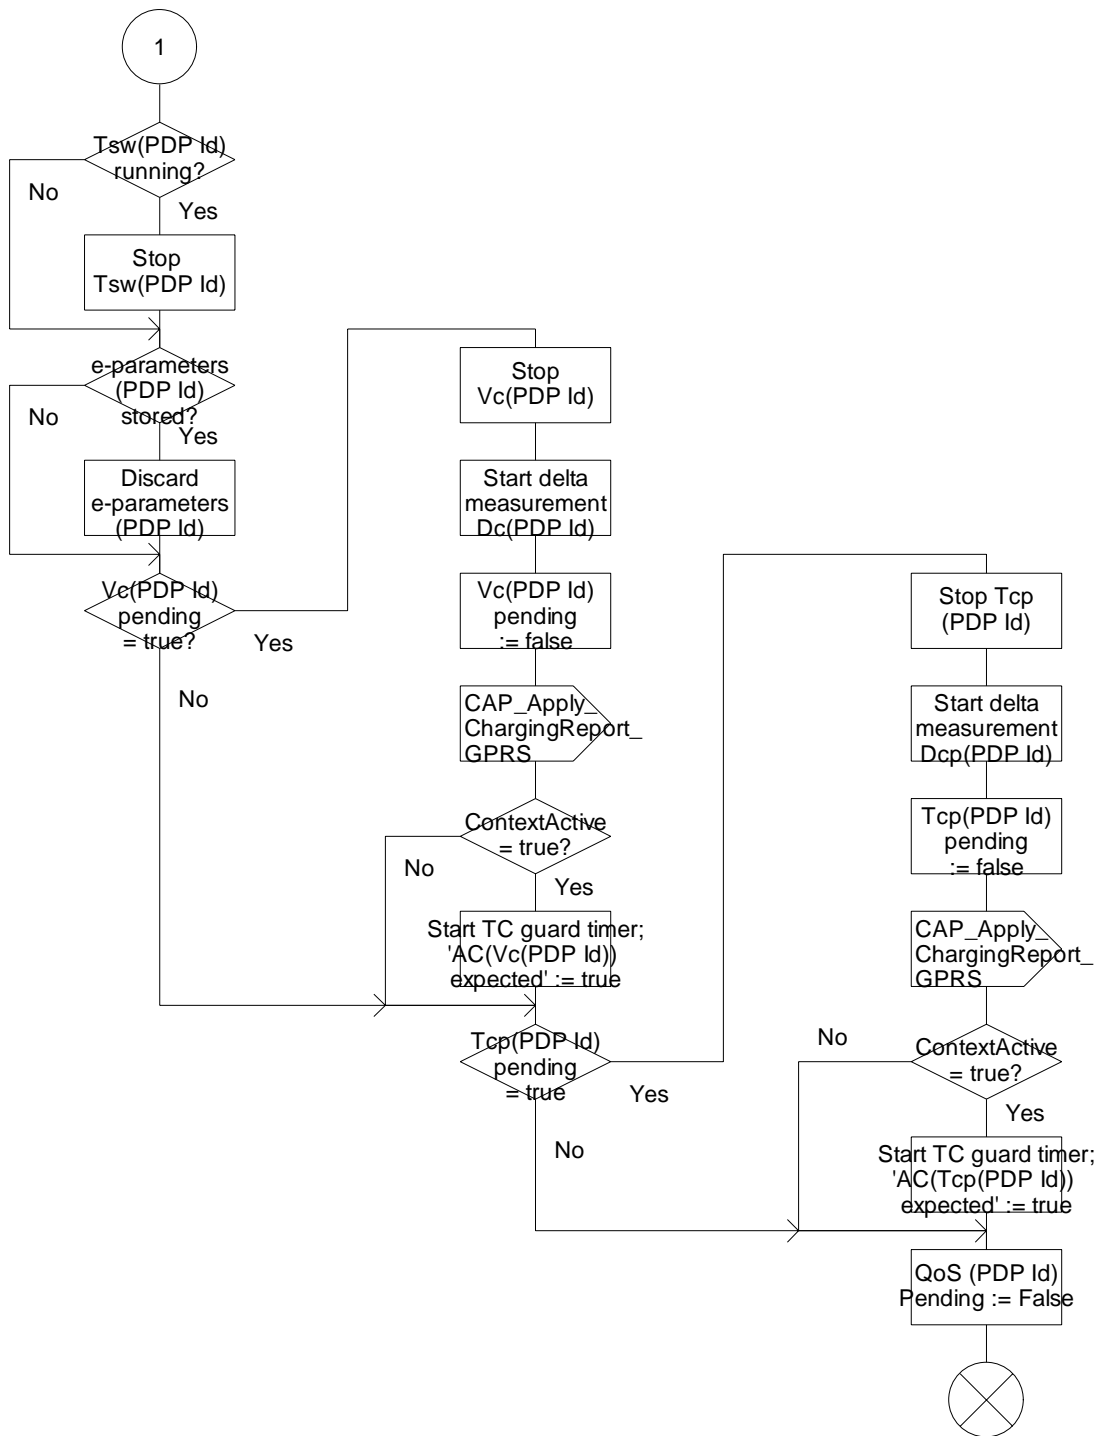 1
Tsw(PDP Id)
running?
No
Yes
Stop
Tsw(PDP Id)
e-parameters
(PDP Id)
stored?
No
Yes
Discard
e-parameters
(PDP Id)
Vc(PDP Id)
pending
= true?
Yes
No
Stop
Vc(PDP Id)
Start delta
measurement
Dc(PDP Id)
Vc(PDP Id)
pending
:= false
CAP_Apply_
ChargingReport_
GPRS
ContextActive
= true?
No
Yes
Start TC guard timer;
'AC(Vc(PDP Id))
expected' := true
Tcp(PDP Id)
pending
= true
Yes
No
Stop Tcp
(PDP Id)
Start delta
measurement
Dcp(PDP Id)
Tcp(PDP Id)
pending
:= false
CAP_Apply_
ChargingReport_
GPRS
No
ContextActive
= true?
Yes
Start TC guard timer;
'AC(Tcp(PDP Id))
expected' := true
QoS (PDP Id)
Pending := False